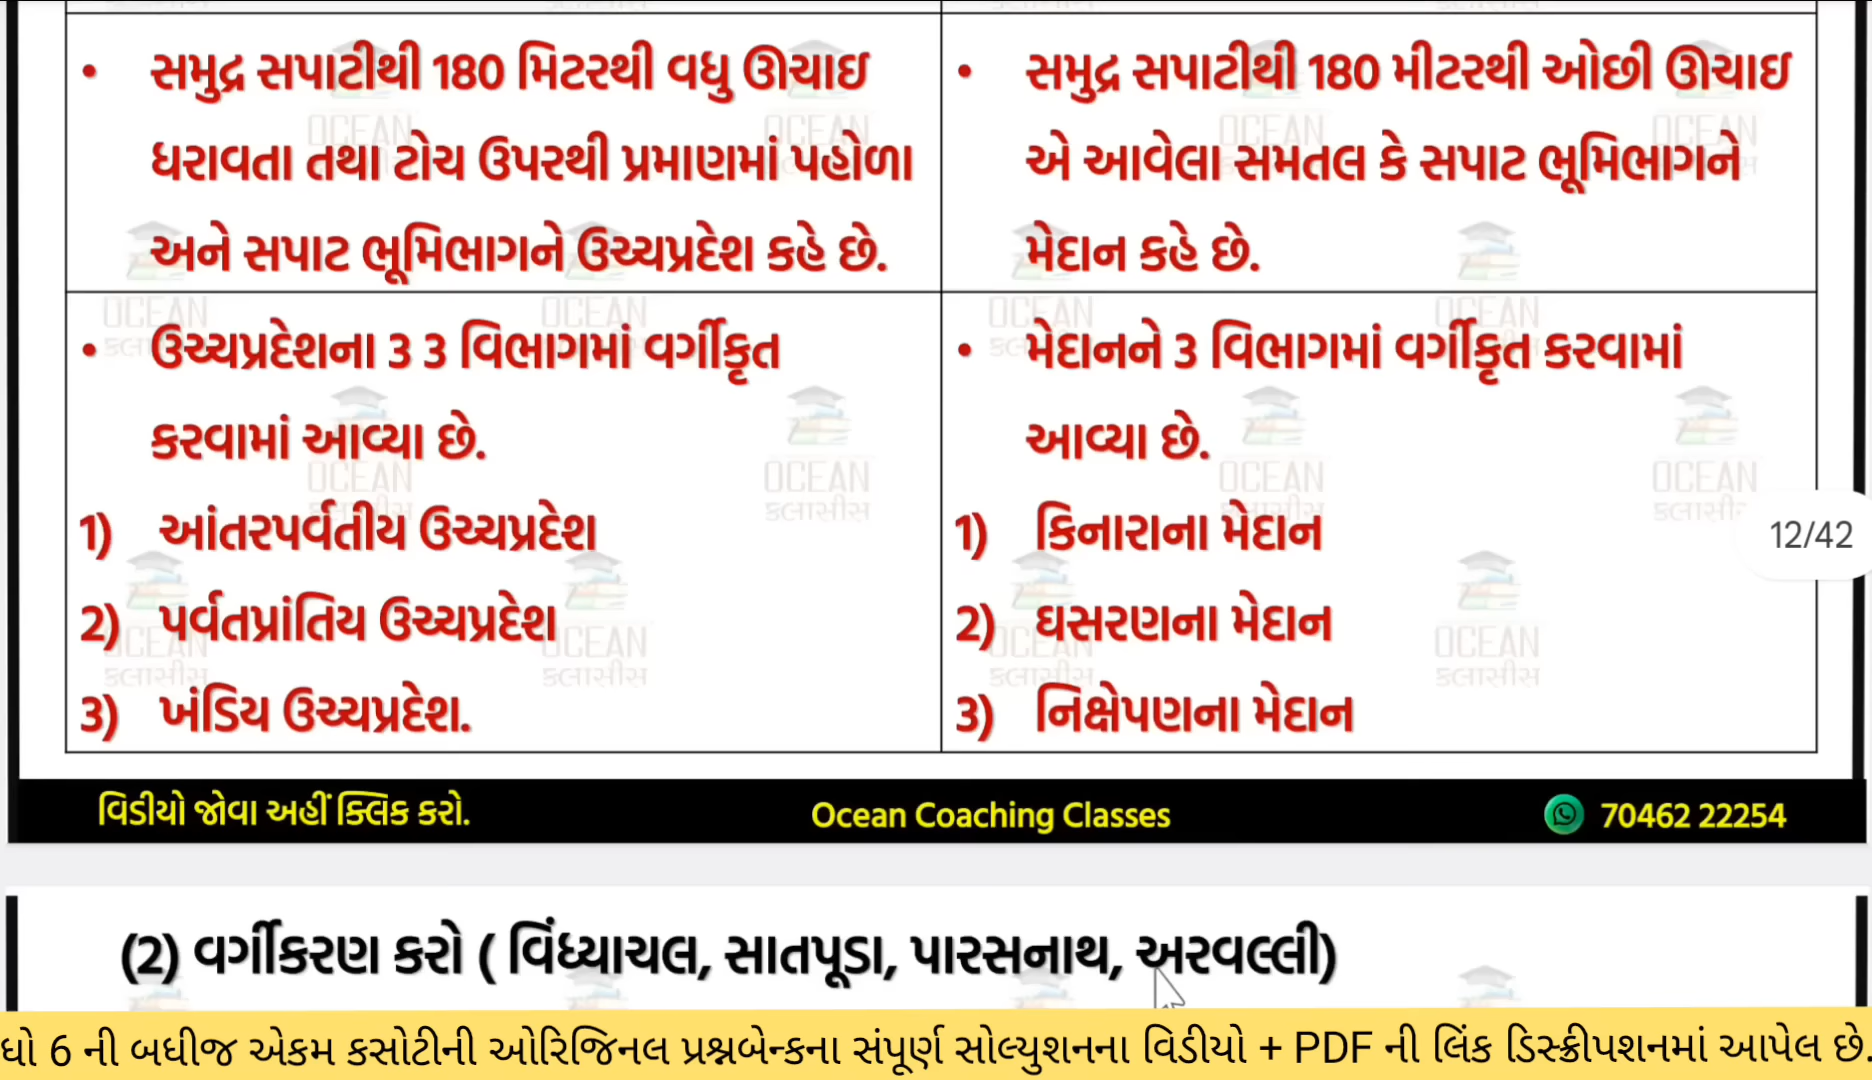 • સમુદ્ર સપાટીથી 180 મિટરથી વધુ ઊંચાઇ
ધરાવતા તથા ટોચ ઉપરથી પ્રમાણમાં પહોળા
અને સપાટ ભૂમિભાગને ઉચ્ચપ્રદેશ કહે છે.
• સમુદ્ર સપાટીથી 180 મીટરથી ઓછી ઊંચાઇ
એ આવેલા સમતલ કે સપાટ ભૂમિભાગને
મેદાન કહે છે.
• ઉચ્ચપ્રદેશના 3 3 વિભાગમાં વર્ગીકૃત
કરવામાં આવ્યા છે.
1) આંતરપર્વતીય ઉચ્ચપ્રદેશ
2) પર્વતપ્રાંતિય ઉચ્ચપ્રદેશ
3) ખંડિય ઉચ્ચપ્રદેશ.
• મેદાનને 3 વિભાગમાં વર્ગીકૃત કરવામાં
આવ્યા છે.
1) કિનારાના મેદાન
2) ઘસરણના મેદાન
3) નિક્ષેપણના મેદાન
12/42
વિડીયો જોવા અહીં ક્લિક કરો. Ocean Coaching Classes 70462 22254
(2) વર્ગીકરણ કરો ( વિંધ્યાચલ, સાતપૂડા, પારસનાથ, અરવલ્લી)
ધો 6 ની બધીજ એકમ કસોટીની ઓરિજિનલ પ્રશ્નબેન્કના સંપૂર્ણ સોલ્યુશનના વિડીયો + PDF ની લિંક ડિસ્ક્રીપશનમાં આપેલ છે.
OCEAN
ક્લાસીસ